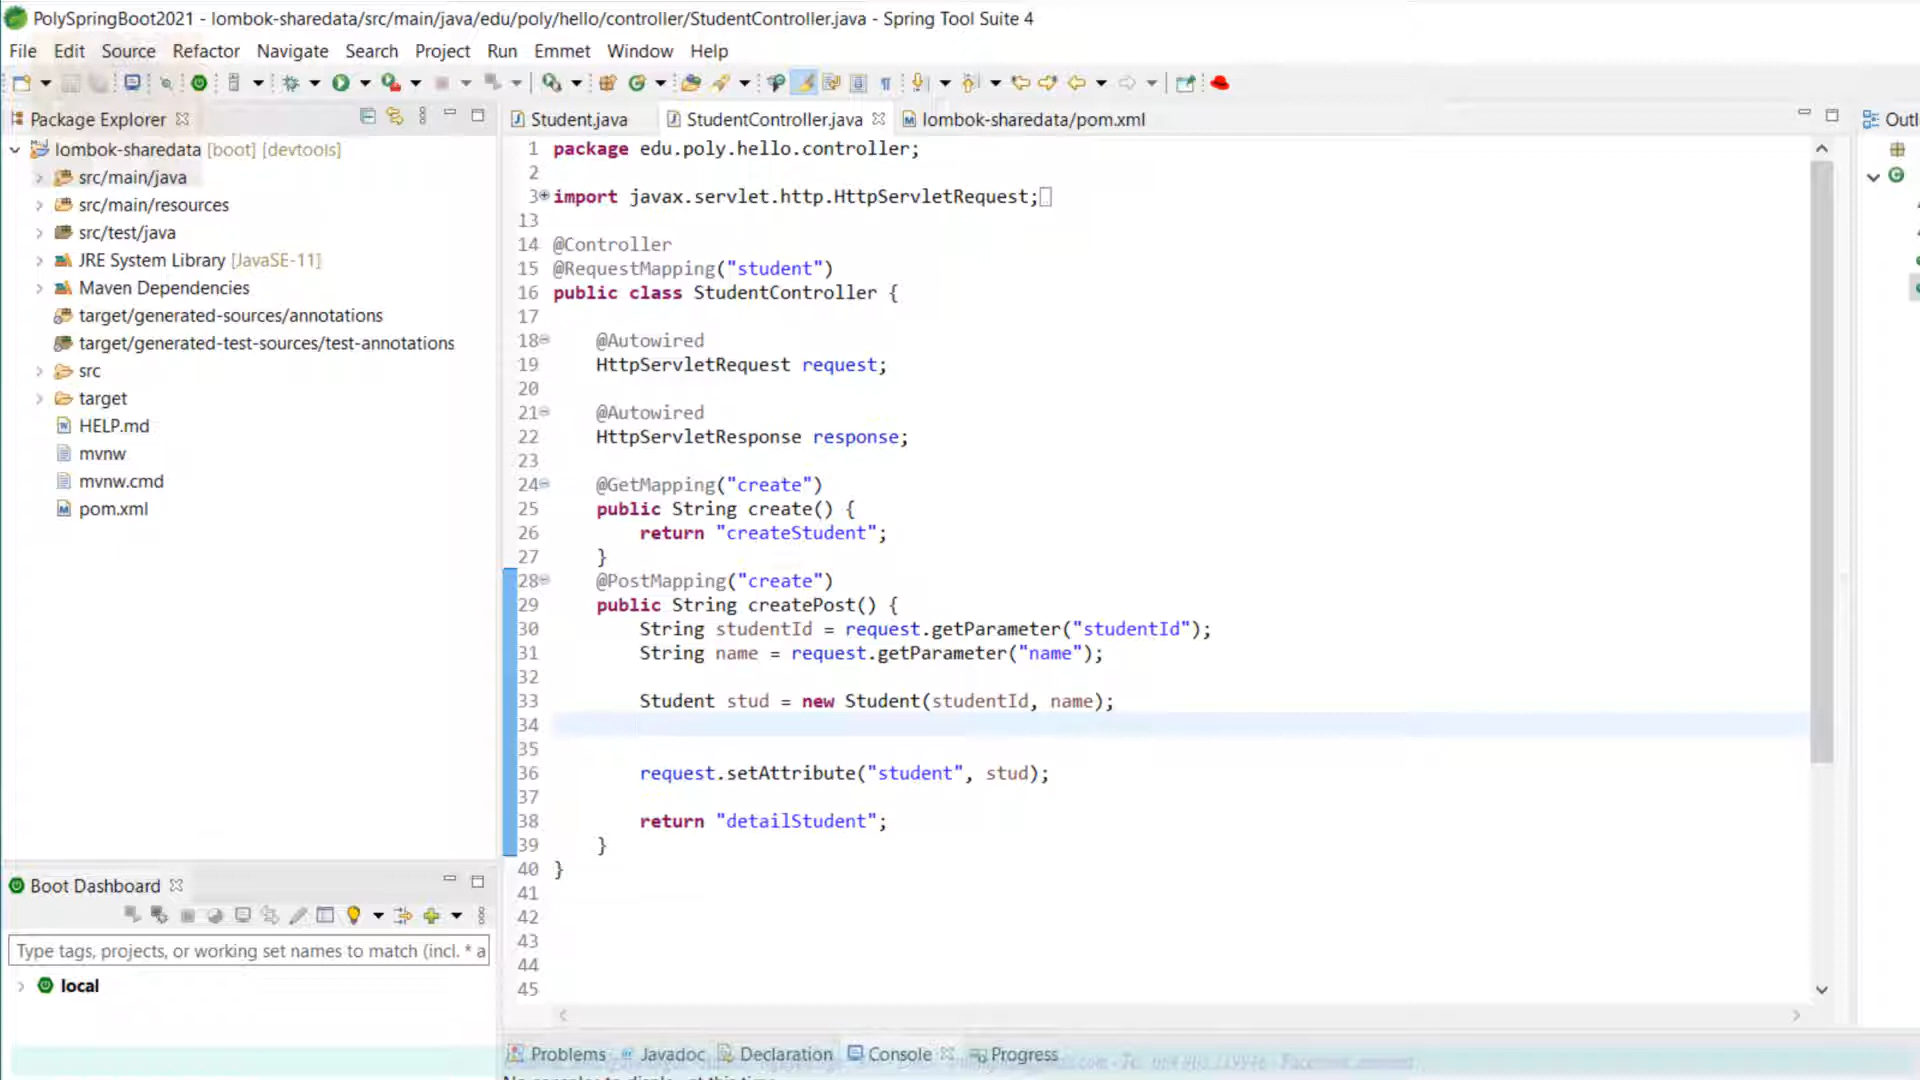 PolySpringBoot2021 - lombok-sharedata/src/main/java/edu/poly/hello/controller/StudentController.java - Spring Tool Suite 4
File Edit Source Refactor Navigate Search Project Run Emmet Window Help
Package Explorer
lombok-sharedata [boot] [devtools]
src/main/java
src/main/resources
src/test/java
JRE System Library [JavaSE-11]
Maven Dependencies
target/generated-sources/annotations
target/generated-test-sources/test-annotations
src
target
HELP.md
mvnw
mvnw.cmd
pom.xml
Boot Dashboard
Type tags, projects, or working set names to match (incl. * a
local
Student.java StudentController.java lombok-sharedata/pom.xml
1 package edu.poly.hello.controller;
2
3 import javax.servlet.http.HttpServletRequest;
13
14 @Controller
15 @RequestMapping("student")
16 public class StudentController {
17
18 @Autowired
19 HttpServletRequest request;
20
21 @Autowired
22 HttpServletResponse response;
23
24 @GetMapping("create")
25 public String create() {
26 return "createStudent";
27 }
28 @PostMapping("create")
29 public String createPost() {
30 String studentId = request.getParameter("studentId");
31 String name = request.getParameter("name");
32
33 Student stud = new Student(studentId, name);
34
35
36 request.setAttribute("student", stud);
37
38 return "detailStudent";
39 }
40 }
41
42
43
44
45
Outl
Problems Javadoc Declaration Console Progress